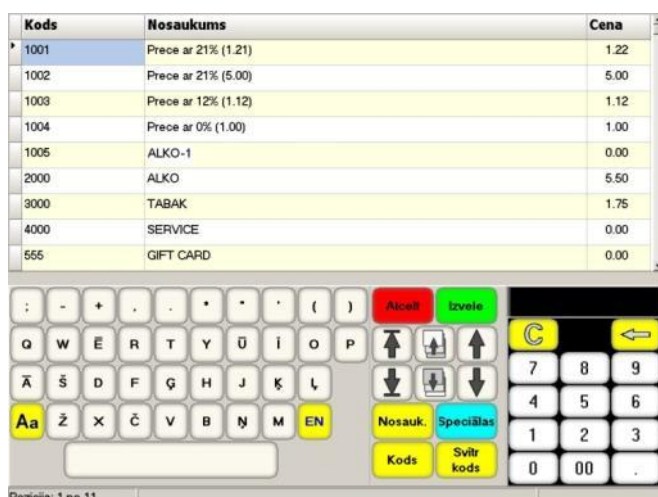 Kods Nosaukums Cena
1001 Prece ar 21% (1.21) 1.22
1002 Prece ar 21% (5.00) 5.00
1003 Prece ar 12% (1.12) 1.12
1004 Prece ar 0% (1.00) 1.00
1005 ALKO-1 0.00
2000 ALKO 5.50
3000 TABAK 1.75
4000 SERVICE 0.00
555 GIFT CARD 0.00
; - + , . ( ) Atcelt Izvele
Q W Ē R T Y Ū Ī O P C
7 8 9
Ā Š D F Ģ H J Ķ Ļ
4 5 6
Aa Ž X Č V B Ņ M EN Nosauk. Speciālas
1 2 3
Kods Svītr kods
0 00 .
Pozīcija: 1 no 11